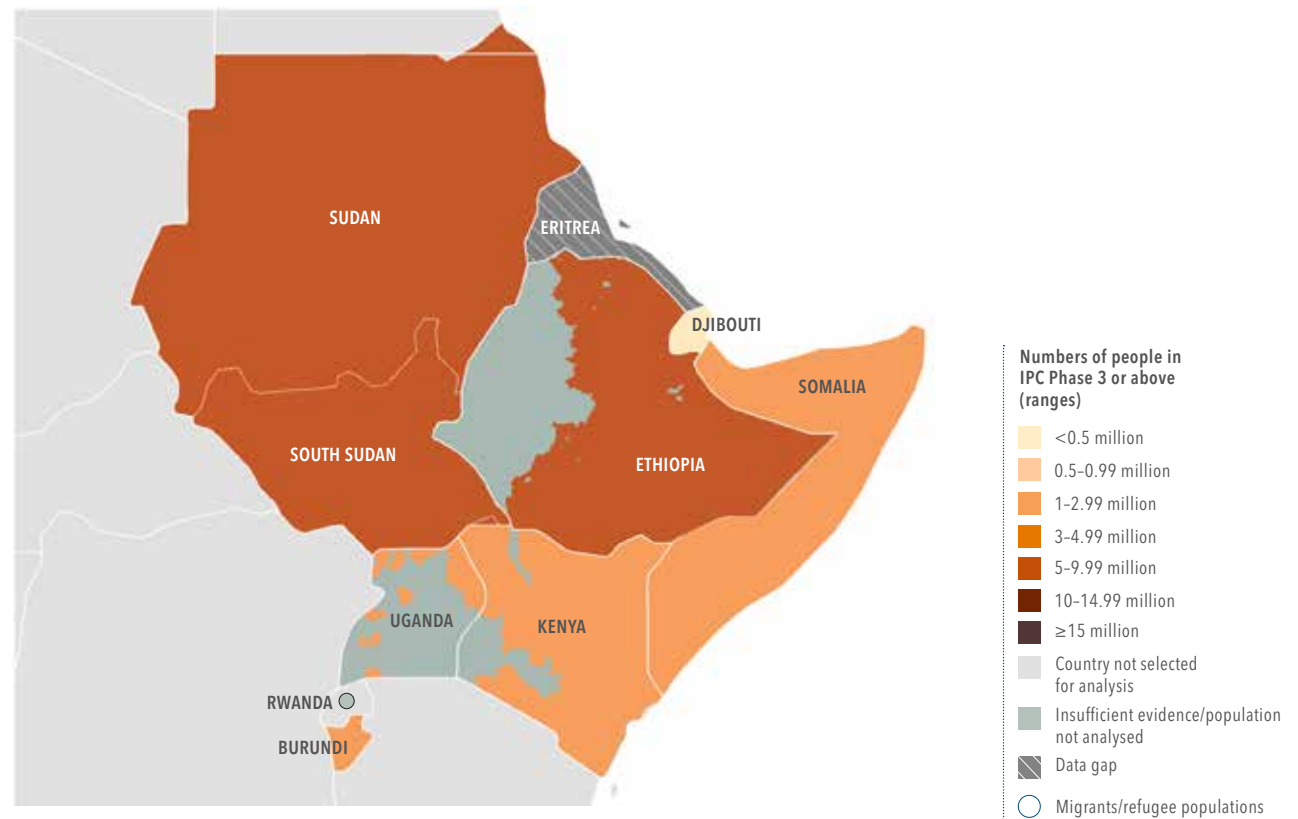 SUDAN
ERITREA
DJIBOUTI
SOMALIA
SOUTH SUDAN
ETHIOPIA
UGANDA
KENYA
RWANDA
BURUNDI
Numbers of people in
IPC Phase 3 or above
(ranges)
<0.5 million
0.5–0.99 million
1–2.99 million
3–4.99 million
5–9.99 million
10–14.99 million
≥15 million
Country not selected
for analysis
Insufficient evidence/population
not analysed
Data gap
Migrants/refugee populations